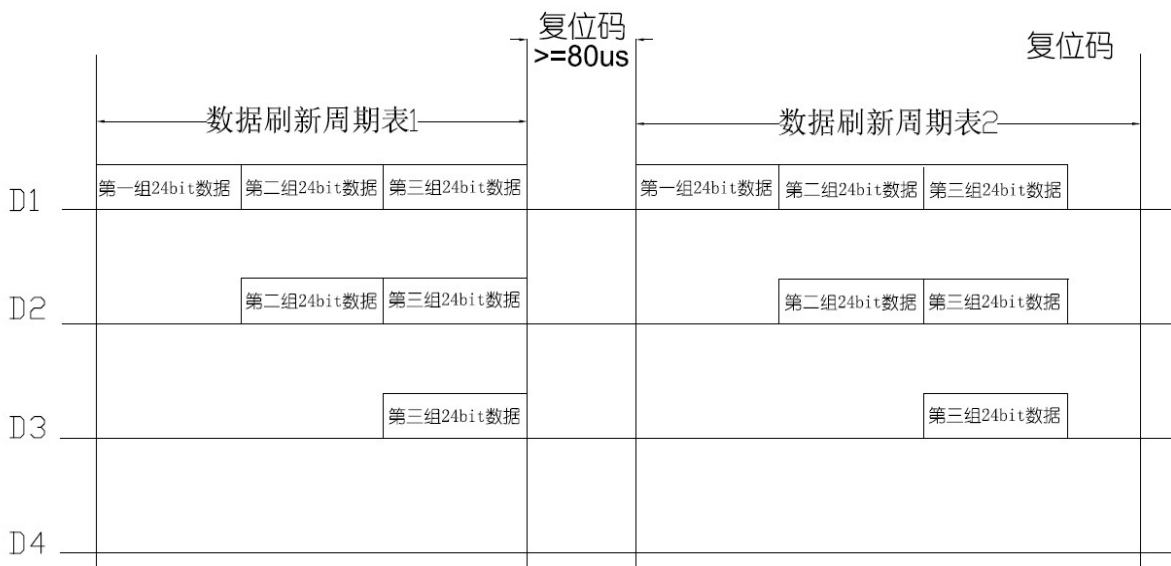 复位码
>=80us
复位码
数据刷新周期表1
数据刷新周期表2
D1
第一组24bit数据
第二组24bit数据
第三组24bit数据
第一组24bit数据
第二组24bit数据
第三组24bit数据
D2
第二组24bit数据
第三组24bit数据
第二组24bit数据
第三组24bit数据
D3
第三组24bit数据
第三组24bit数据
D4